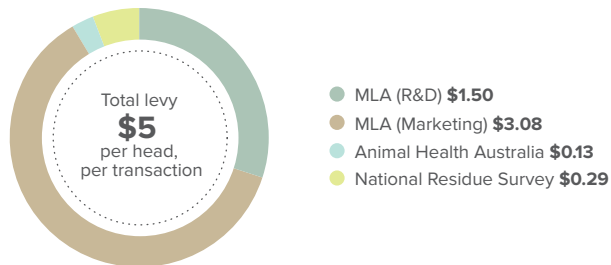 Total levy
$5
per head,
per transaction
MLA (R&D) $1.50
MLA (Marketing) $3.08
Animal Health Australia $0.13
National Residue Survey $0.29